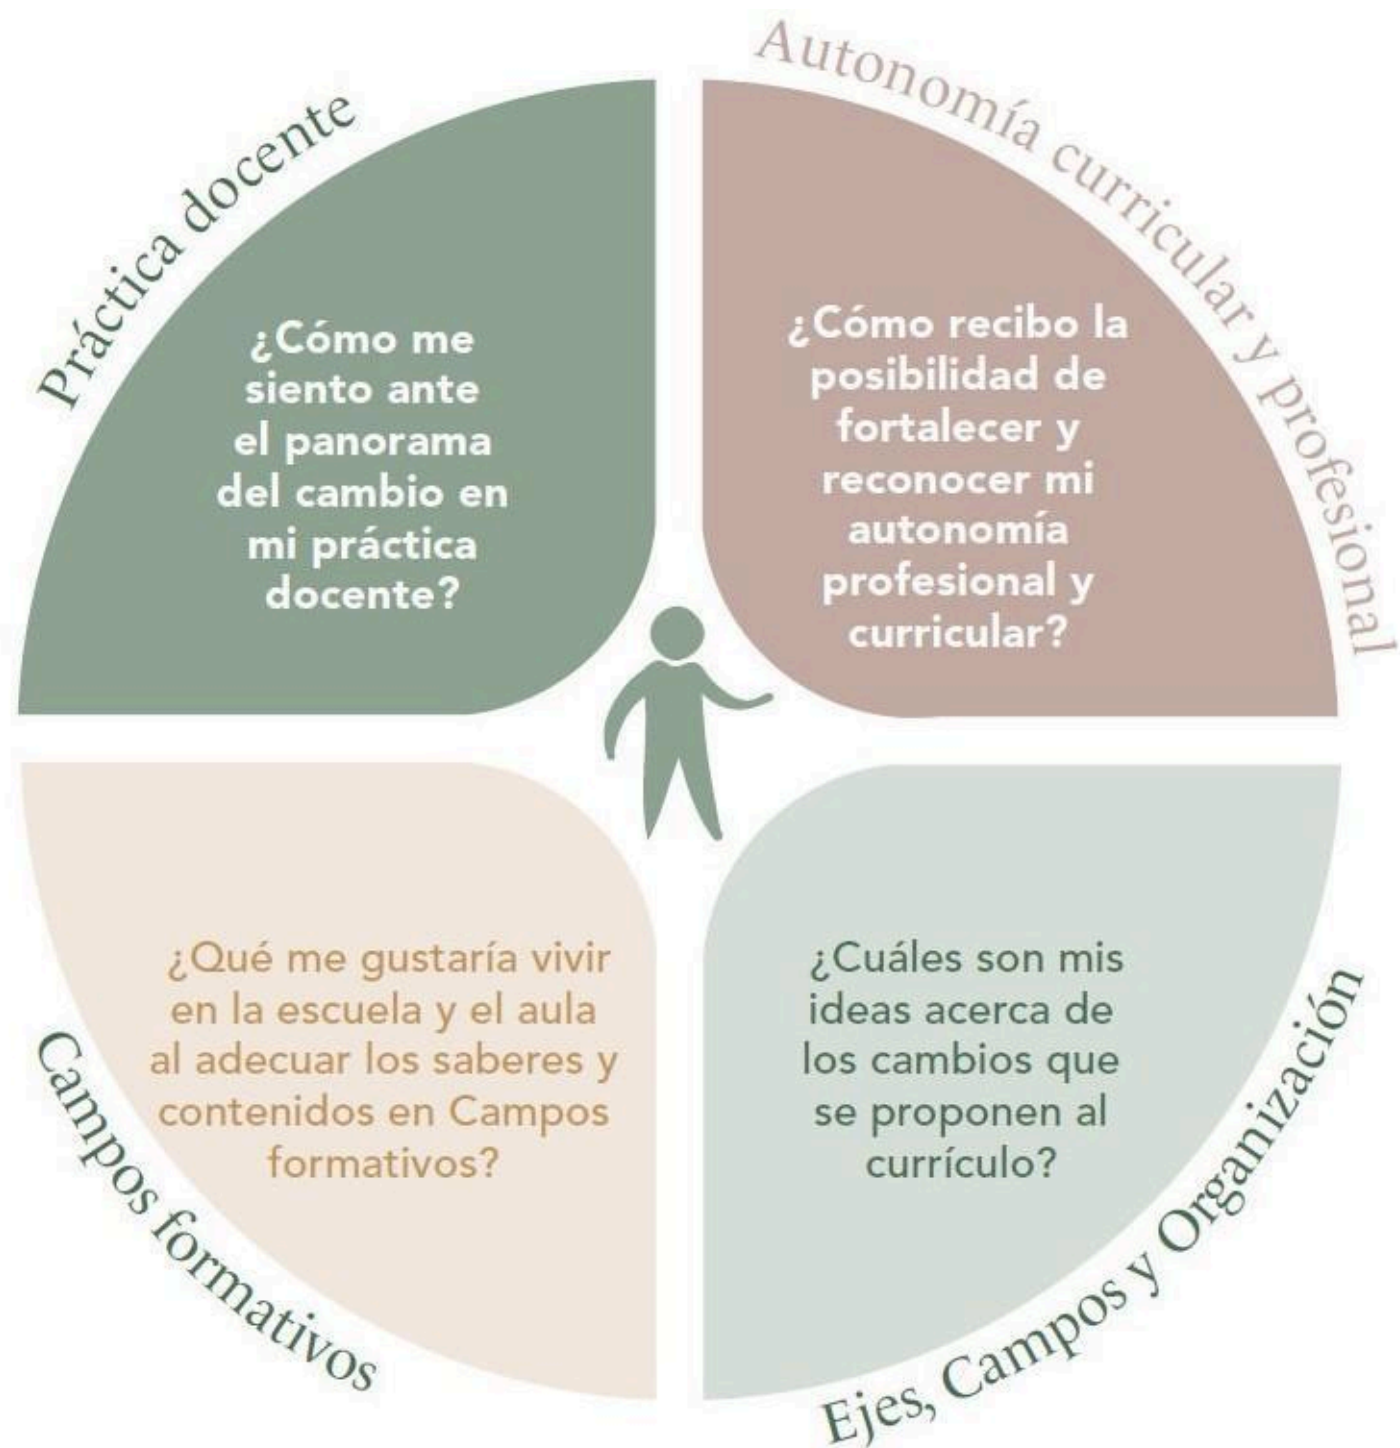 Práctica docente
¿Cómo me
siento ante
el panorama
del cambio en
mi práctica
docente?
Autonomía curricular y profesional
¿Cómo recibo la
posibilidad de
fortalecer y
reconocer mi
autonomía
profesional y
curricular?
Campos formativos
¿Qué me gustaría vivir
en la escuela y el aula
al adecuar los saberes y
contenidos en Campos
formativos?
Ejes, Campos y Organización
¿Cuáles son mis
ideas acerca de
los cambios que
se proponen al
currículo?